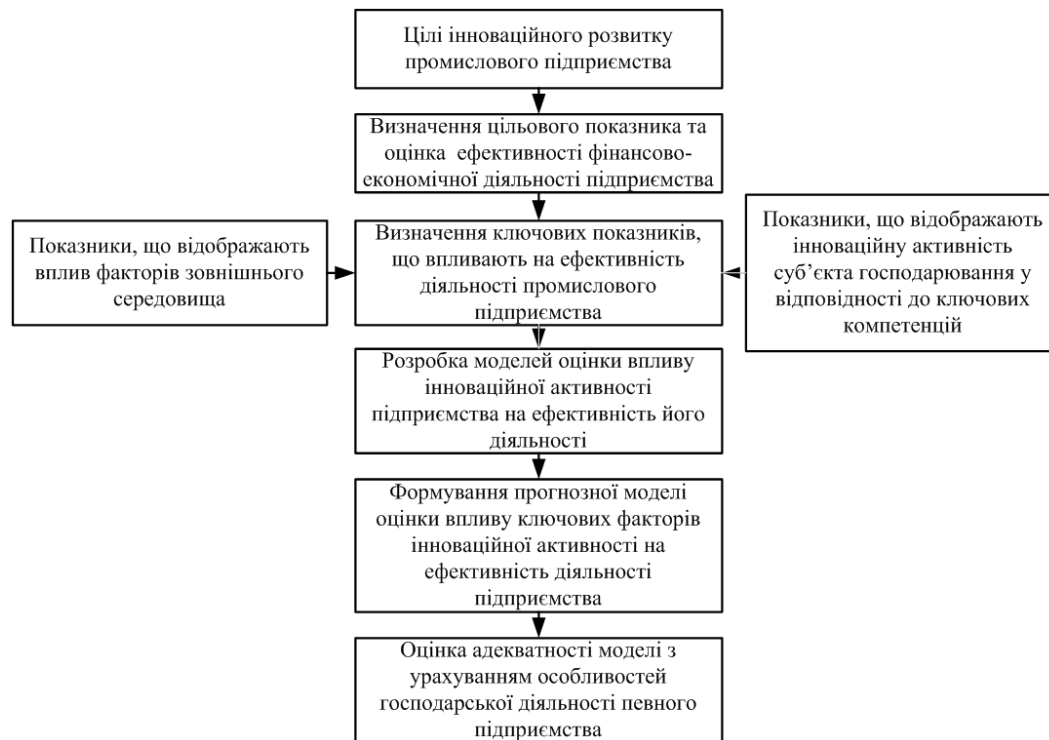 Цілі інноваційного розвитку
промислового підприємства
Визначення цільового показника та
оцінка ефективності фінансово-
економічної діяльності підприємства
Показники, що відображають
вплив факторів зовнішнього
середовища
Визначення ключових показників,
що впливають на ефективність
діяльності промислового
підприємства
Показники, що відображають
інноваційну активність
суб’єкта господарювання у
відповідності до ключових
компетенцій
Розробка моделей оцінки впливу
інноваційної активності
підприємства на ефективність його
діяльності
Формування прогнозної моделі
оцінки впливу ключових факторів
інноваційної активності на
ефективність діяльності
підприємства
Оцінка адекватності моделі з
урахуванням особливостей
господарської діяльності певного
підприємства